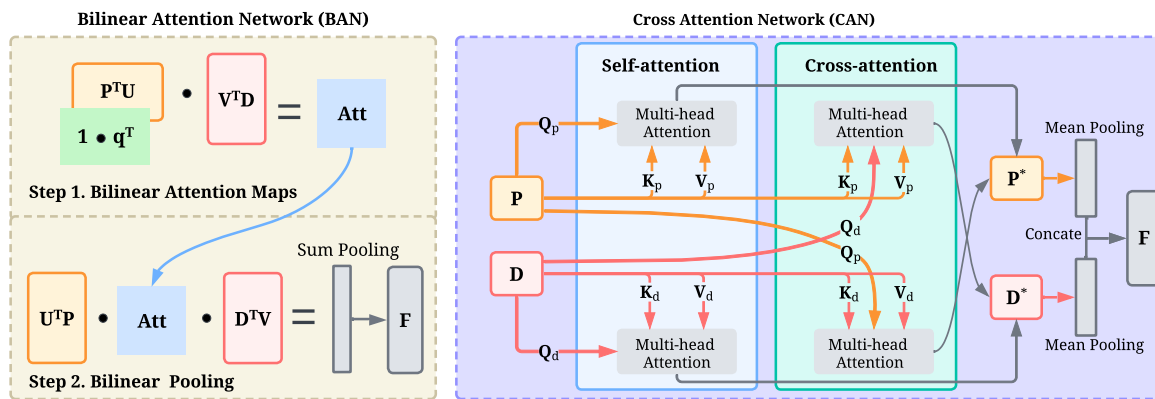 Bilinear Attention Network (BAN)
PᵀU
1 • qᵀ
•
VᵀD
=
Att
Step 1. Bilinear Attention Maps
Sum Pooling
UᵀP
•
Att
•
DᵀV
=
F
Step 2. Bilinear Pooling
Cross Attention Network (CAN)
Self-attention
Cross-attention
Multi-head
Attention
Multi-head
Attention
Qp
Kp
Vp
Kp
Vp
P
Qd
Qp
D
Kd
Vd
Kd
Vd
Qd
Multi-head
Attention
Multi-head
Attention
Mean Pooling
P*
Concate
F
D*
Mean Pooling